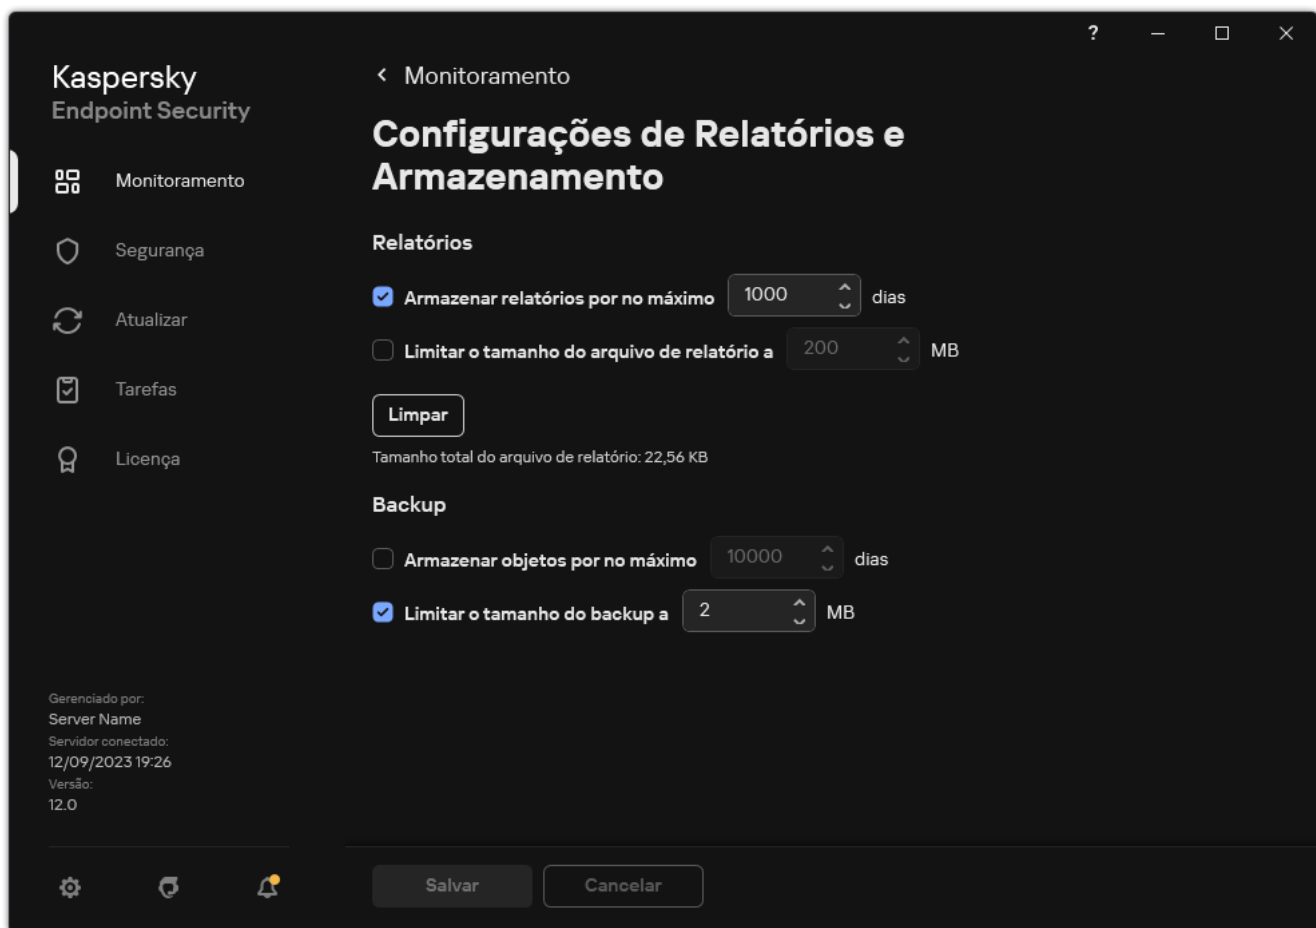 ?
Kaspersky
Endpoint Security
Monitoramento
Segurança
Atualizar
Tarefas
Licença
Gerenciado por:
Server Name
Servidor conectado:
12/09/2023 19:26
Versão:
12.0
Monitoramento
Configurações de Relatórios e
Armazenamento
Relatórios
Armazenar relatórios por no máximo 1000 dias
Limitar o tamanho do arquivo de relatório a 200 MB
Limpar
Tamanho total do arquivo de relatório: 22,56 KB
Backup
Armazenar objetos por no máximo 10000 dias
Limitar o tamanho do backup a 2 MB
Salvar Cancelar